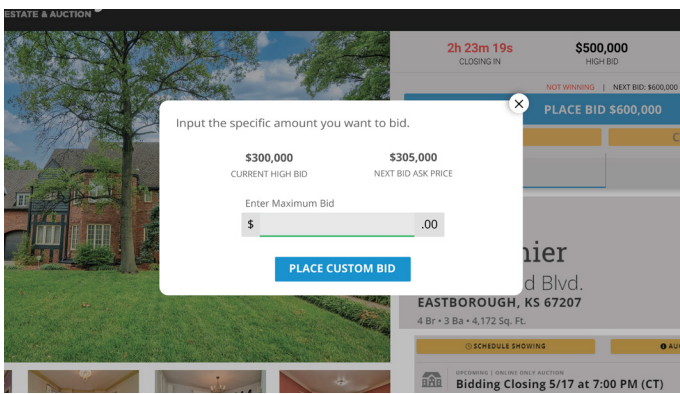 ESTATE & AUCTION
2h 23m 19s
$500,000
CLOSING IN
HIGH BID
NOT WINNING | NEXT BID: $600,000
PLACE BID $600,000
Input the specific amount you want to bid.
$300,000
$305,000
CURRENT HIGH BID
NEXT BID ASK PRICE
Enter Maximum Bid
$ .00
PLACE CUSTOM BID
Blvd.
EASTBOROUGH, KS 67207
4 Br • 3 Ba • 4,172 Sq. Ft.
SCHEDULE SHOWING
UPCOMING | ONLINE ONLY AUCTION
Bidding Closing 5/17 at 7:00 PM (CT)